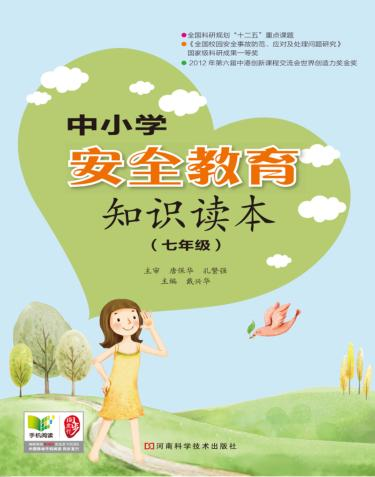 ●全国科研规划“十二五”重点课题
●《全国校园安全事故防范、应对及处理问题研究》
国家级科研成果一等奖
●2012年第六届中港创新课程交流会世界创造力奖金奖
中小学
安全教育
知识读本
（七年级）
主审 唐保华 孔繁强
主编 戴兴华
手机阅读
河南科学技术出版社